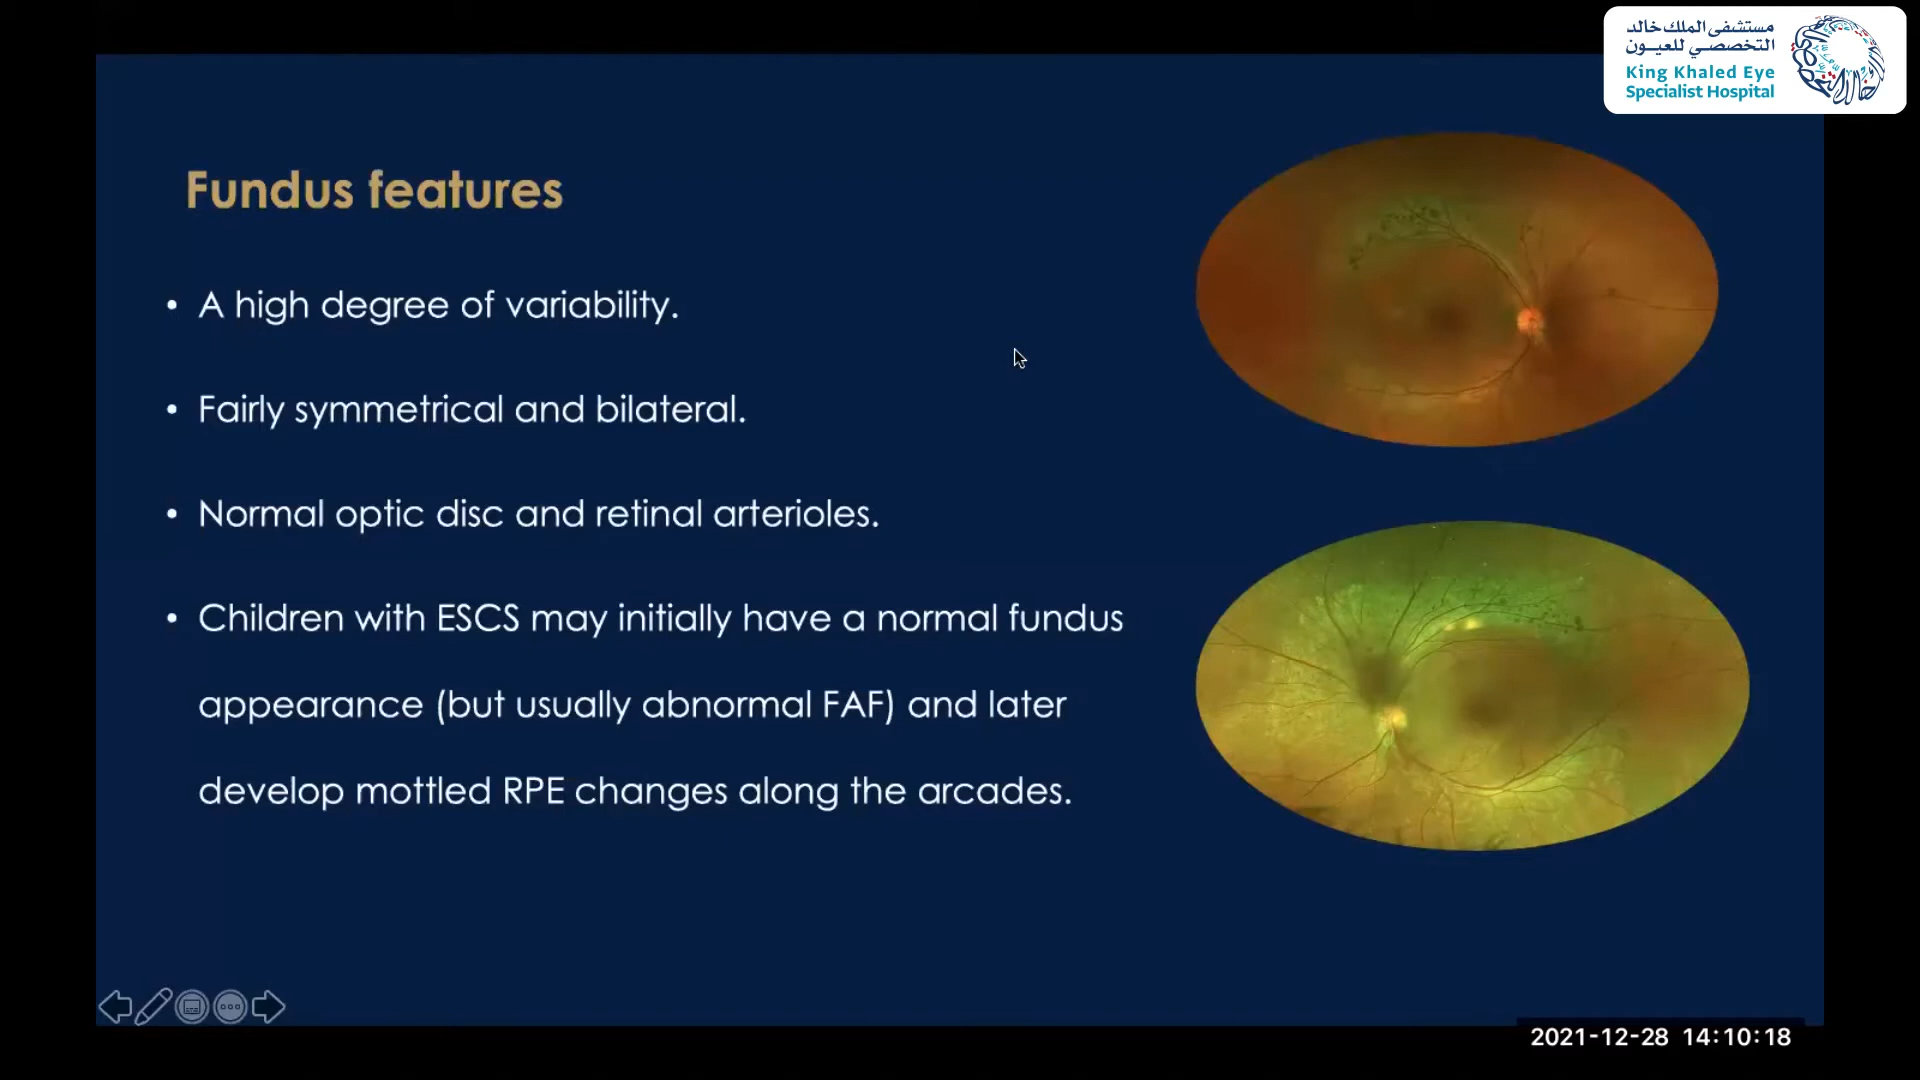 مستشفى الملك خالد
التخصصي للعيون
King Khaled Eye
Specialist Hospital
Fundus features
• A high degree of variability.
• Fairly symmetrical and bilateral.
• Normal optic disc and retinal arterioles.
• Children with ESCS may initially have a normal fundus
appearance (but usually abnormal FAF) and later
develop mottled RPE changes along the arcades.
2021-12-28 14:10:18